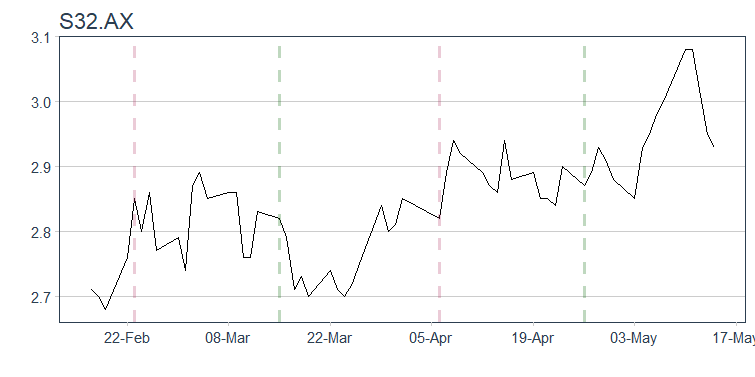 S32.AX
3.1
3.0
2.9
2.8
2.7
22-Feb
08-Mar
22-Mar
05-Apr
19-Apr
03-May
17-May